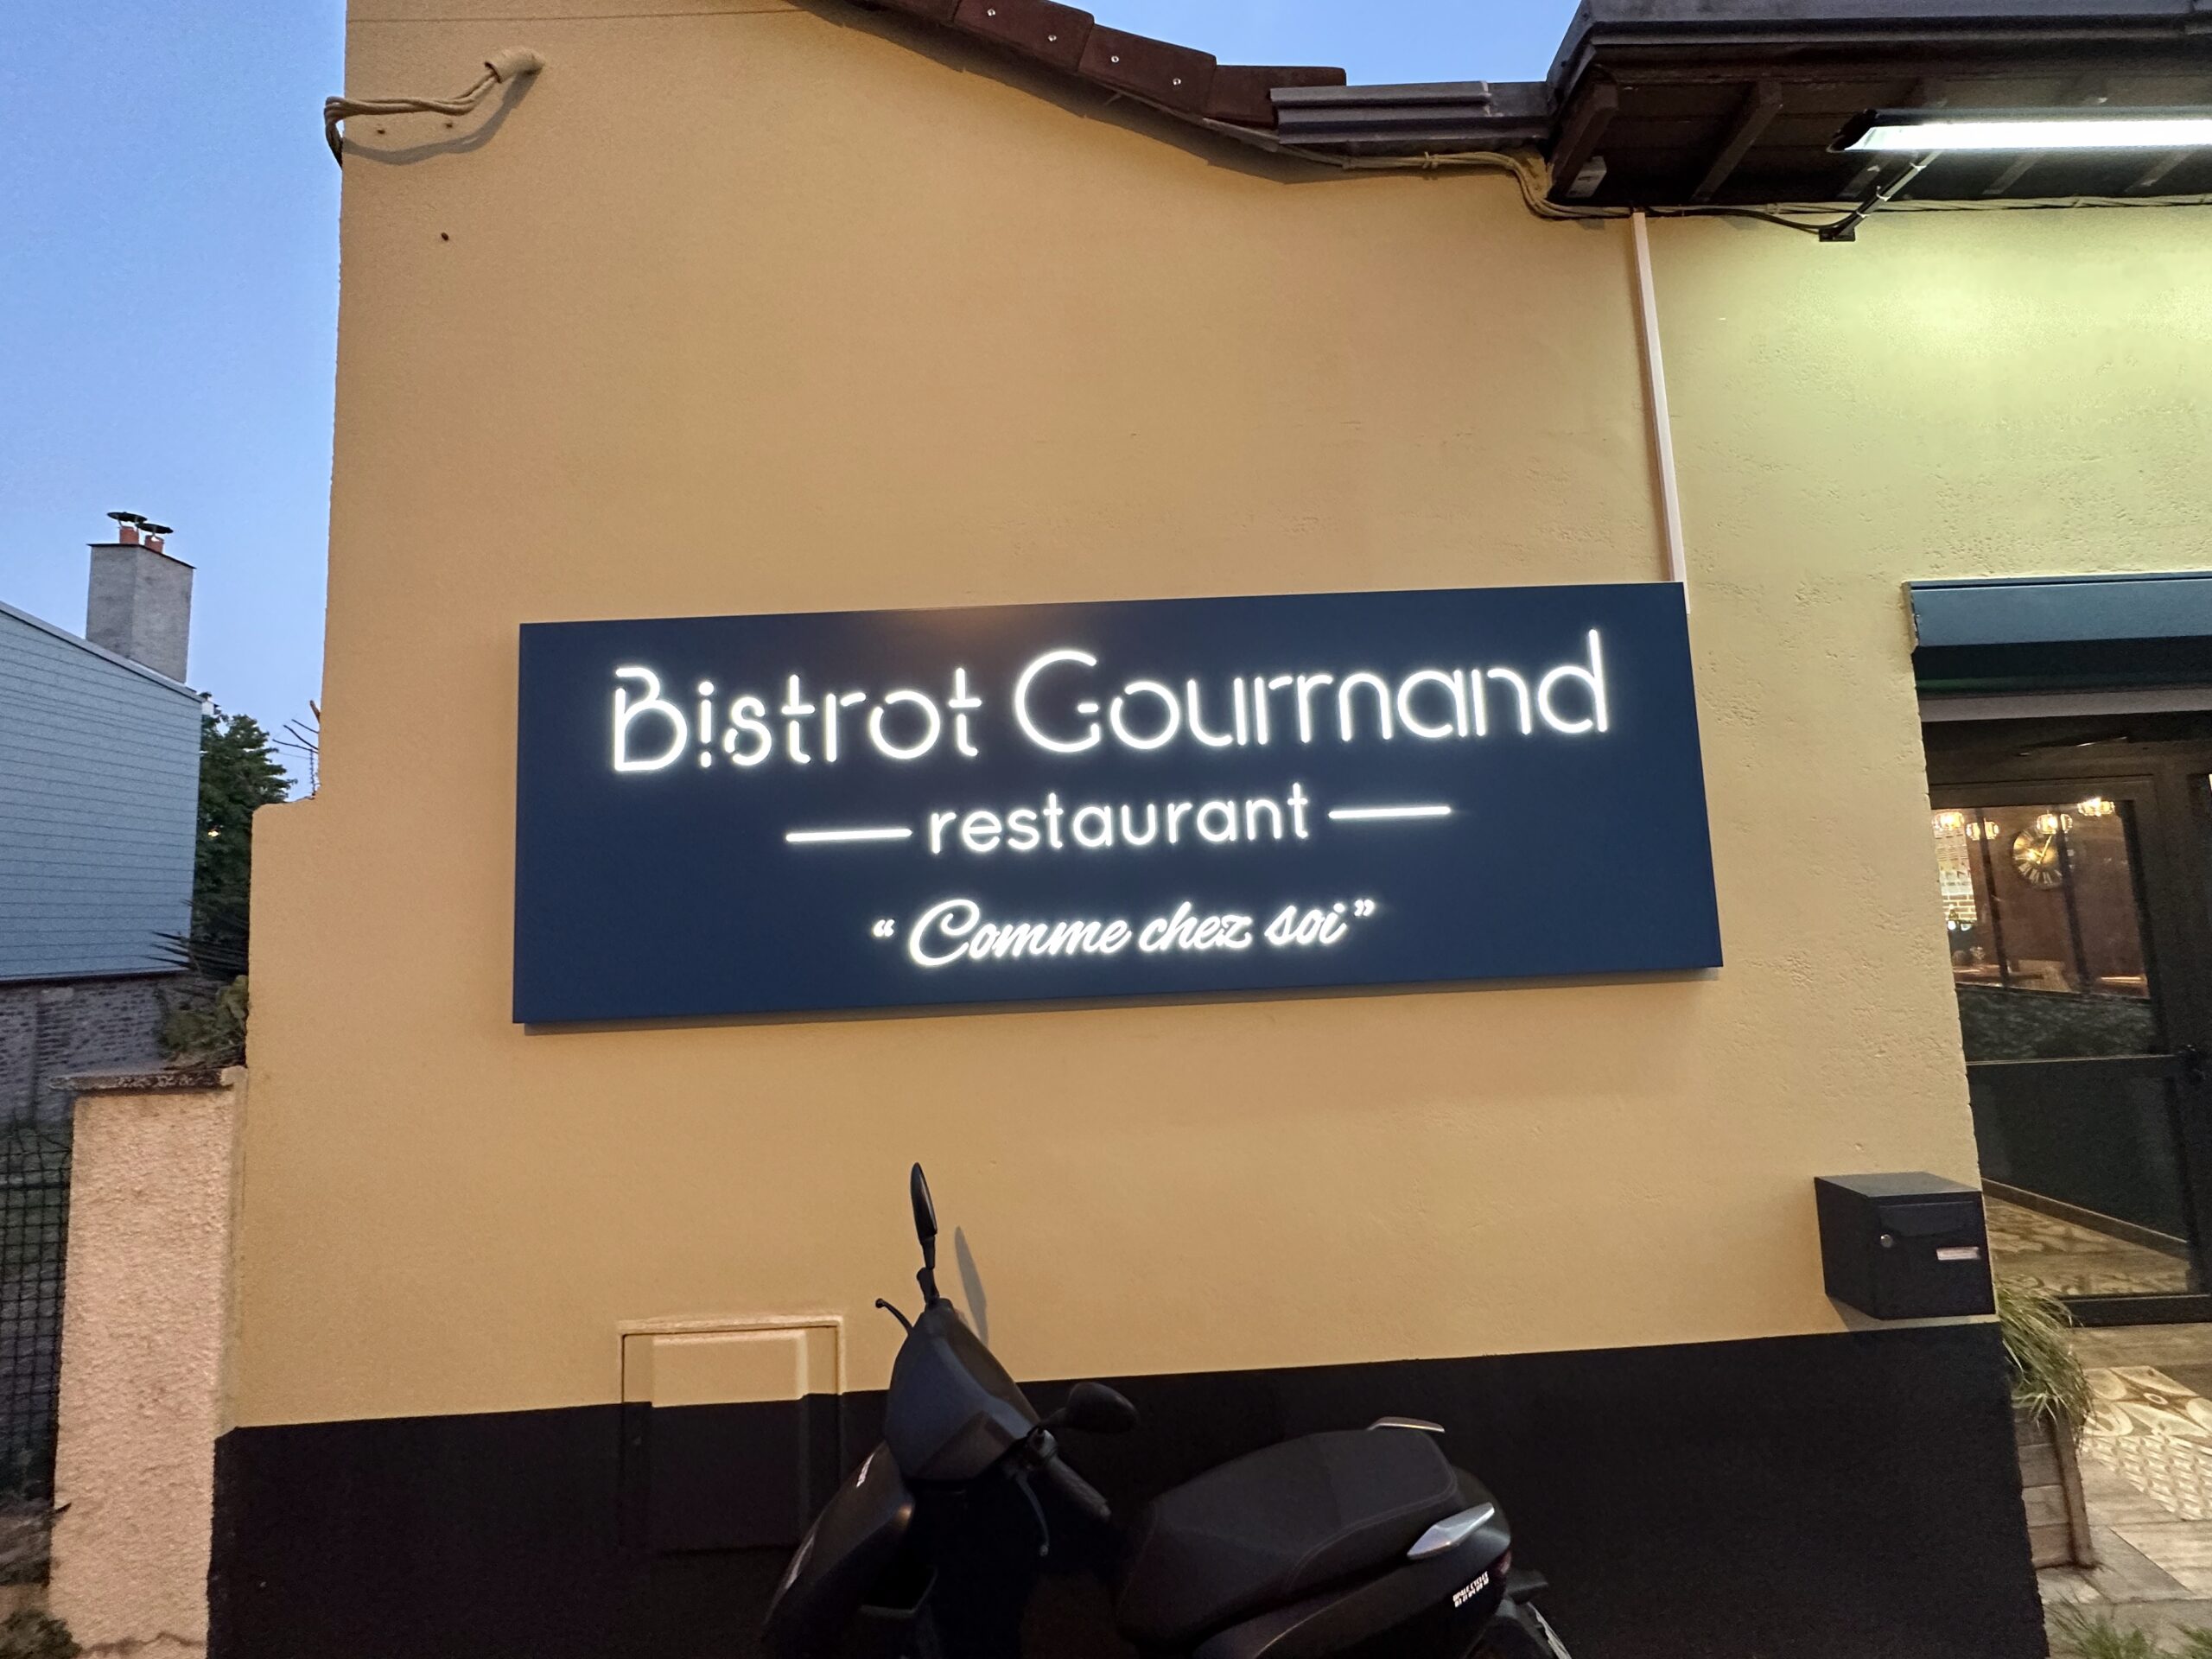 Bistrot Gourmand
restaurant
“Comme chez soi”